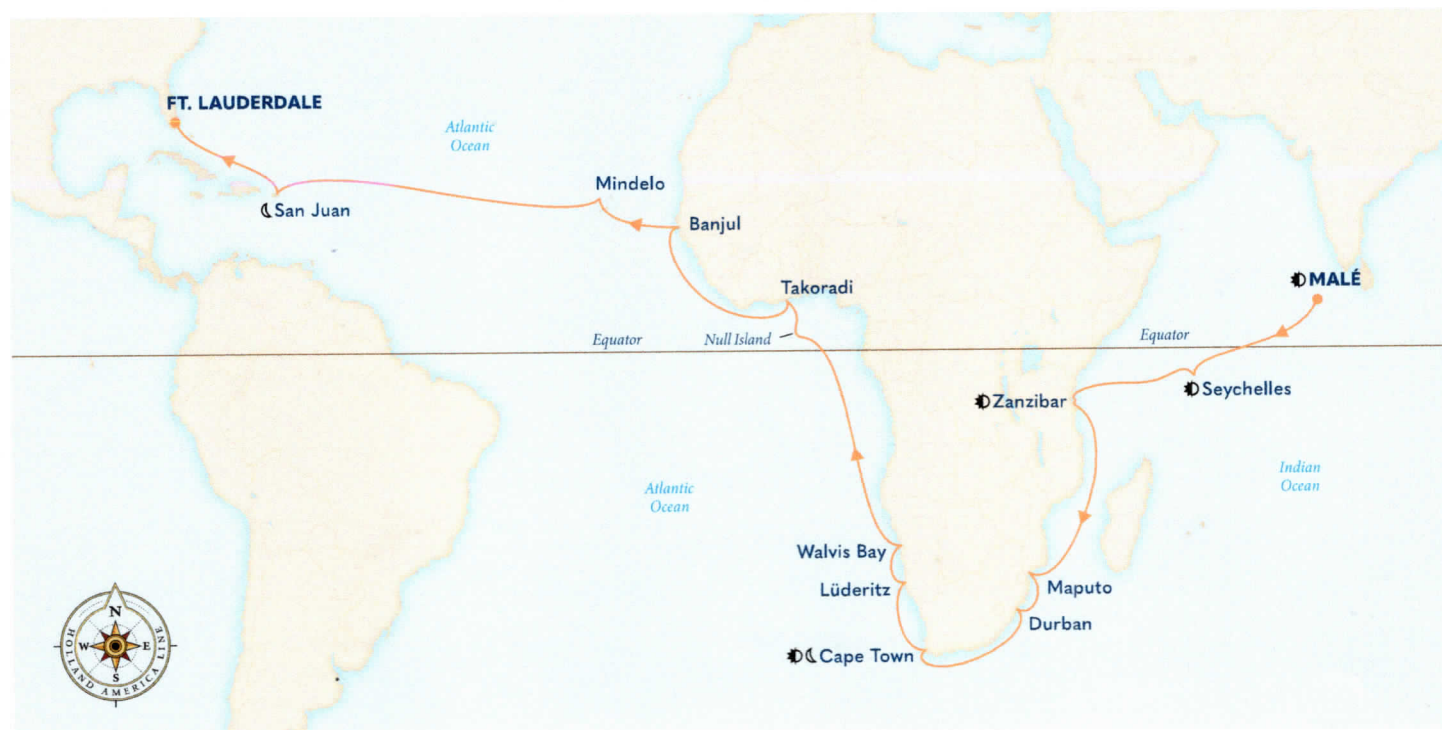 FT. LAUDERDALE
Atlantic
Ocean
Mindelo
San Juan
Banjul
MALÉ
Takoradi
Equator
Null Island
Equator
Seychelles
Zanzibar
Indian
Ocean
Atlantic
Ocean
Walvis Bay
Lüderitz
Maputo
Durban
Cape Town
N
W
E
S
HOLLAND AMERICA LINE